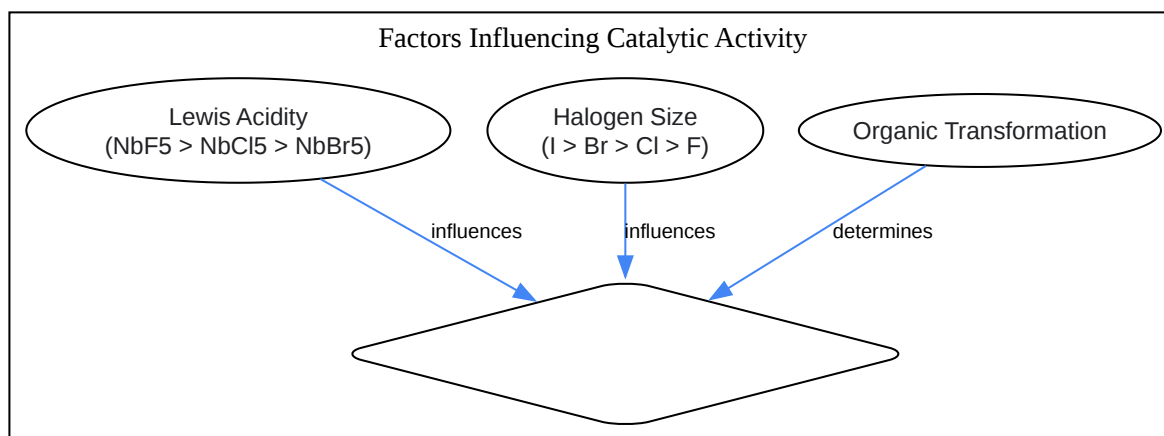 Factors Influencing Catalytic Activity
Lewis Acidity
(NbF5 > NbCl5 > NbBr5)
Halogen Size
(I > Br > Cl > F)
Organic Transformation
influences
influences
determines